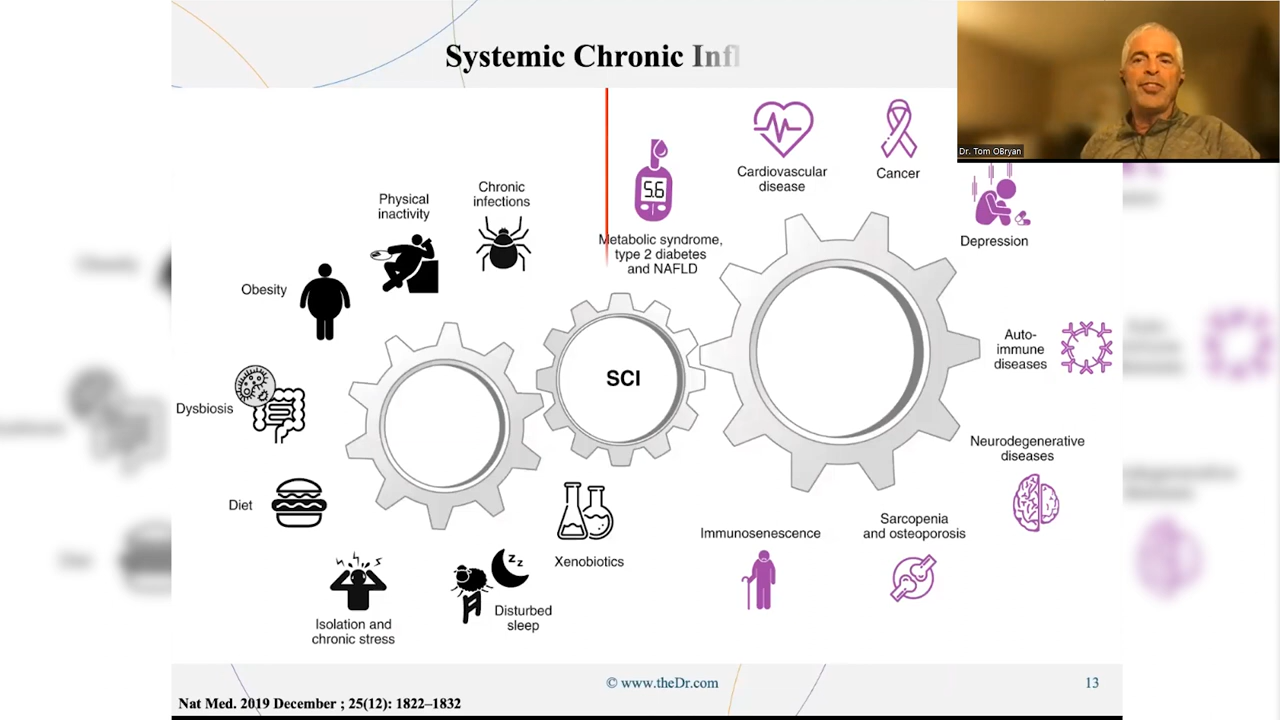 Systemic Chronic Infl
Dr. Tom OBryan
Cardiovascular
disease
Cancer
5.6
Chronic
infections
Physical
inactivity
Metabolic syndrome,
type 2 diabetes
and NAFLD
Depression
Obesity
Auto-
immune
diseases
SCI
Dysbiosis
Neurodegenerative
diseases
Diet
Sarcopenia
and osteoporosis
Immunosenescence
Xenobiotics
z z
Disturbed
sleep
Isolation and
chronic stress
© www.theDr.com
13
Nat Med. 2019 December ; 25(12): 1822–1832